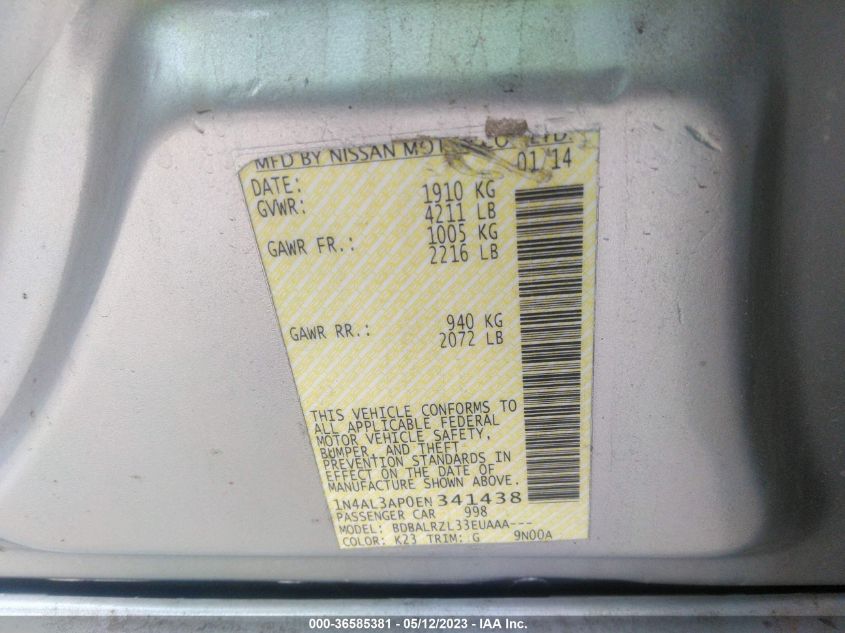 MFD BY NISSAN MOT LTD.
DATE: 01 14
GVWR: 1910 KG
4211 LB
GAWR FR.: 1005 KG
2216 LB
GAWR RR.: 940 KG
2072 LB
THIS VEHICLE CONFORMS TO
ALL APPLICABLE FEDERAL
MOTOR VEHICLE SAFETY,
BUMPER, AND THEFT
PREVENTION STANDARDS IN
EFFECT ON THE DATE OF
MANUFACTURE SHOWN ABOVE.
1N4AL3AP0EN341438
PASSENGER CAR 998
MODEL: BDBALRZL33EUAAA---
COLOR: K23 TRIM: G 9N00A
000-36585381 - 05/12/2023 - IAA Inc.